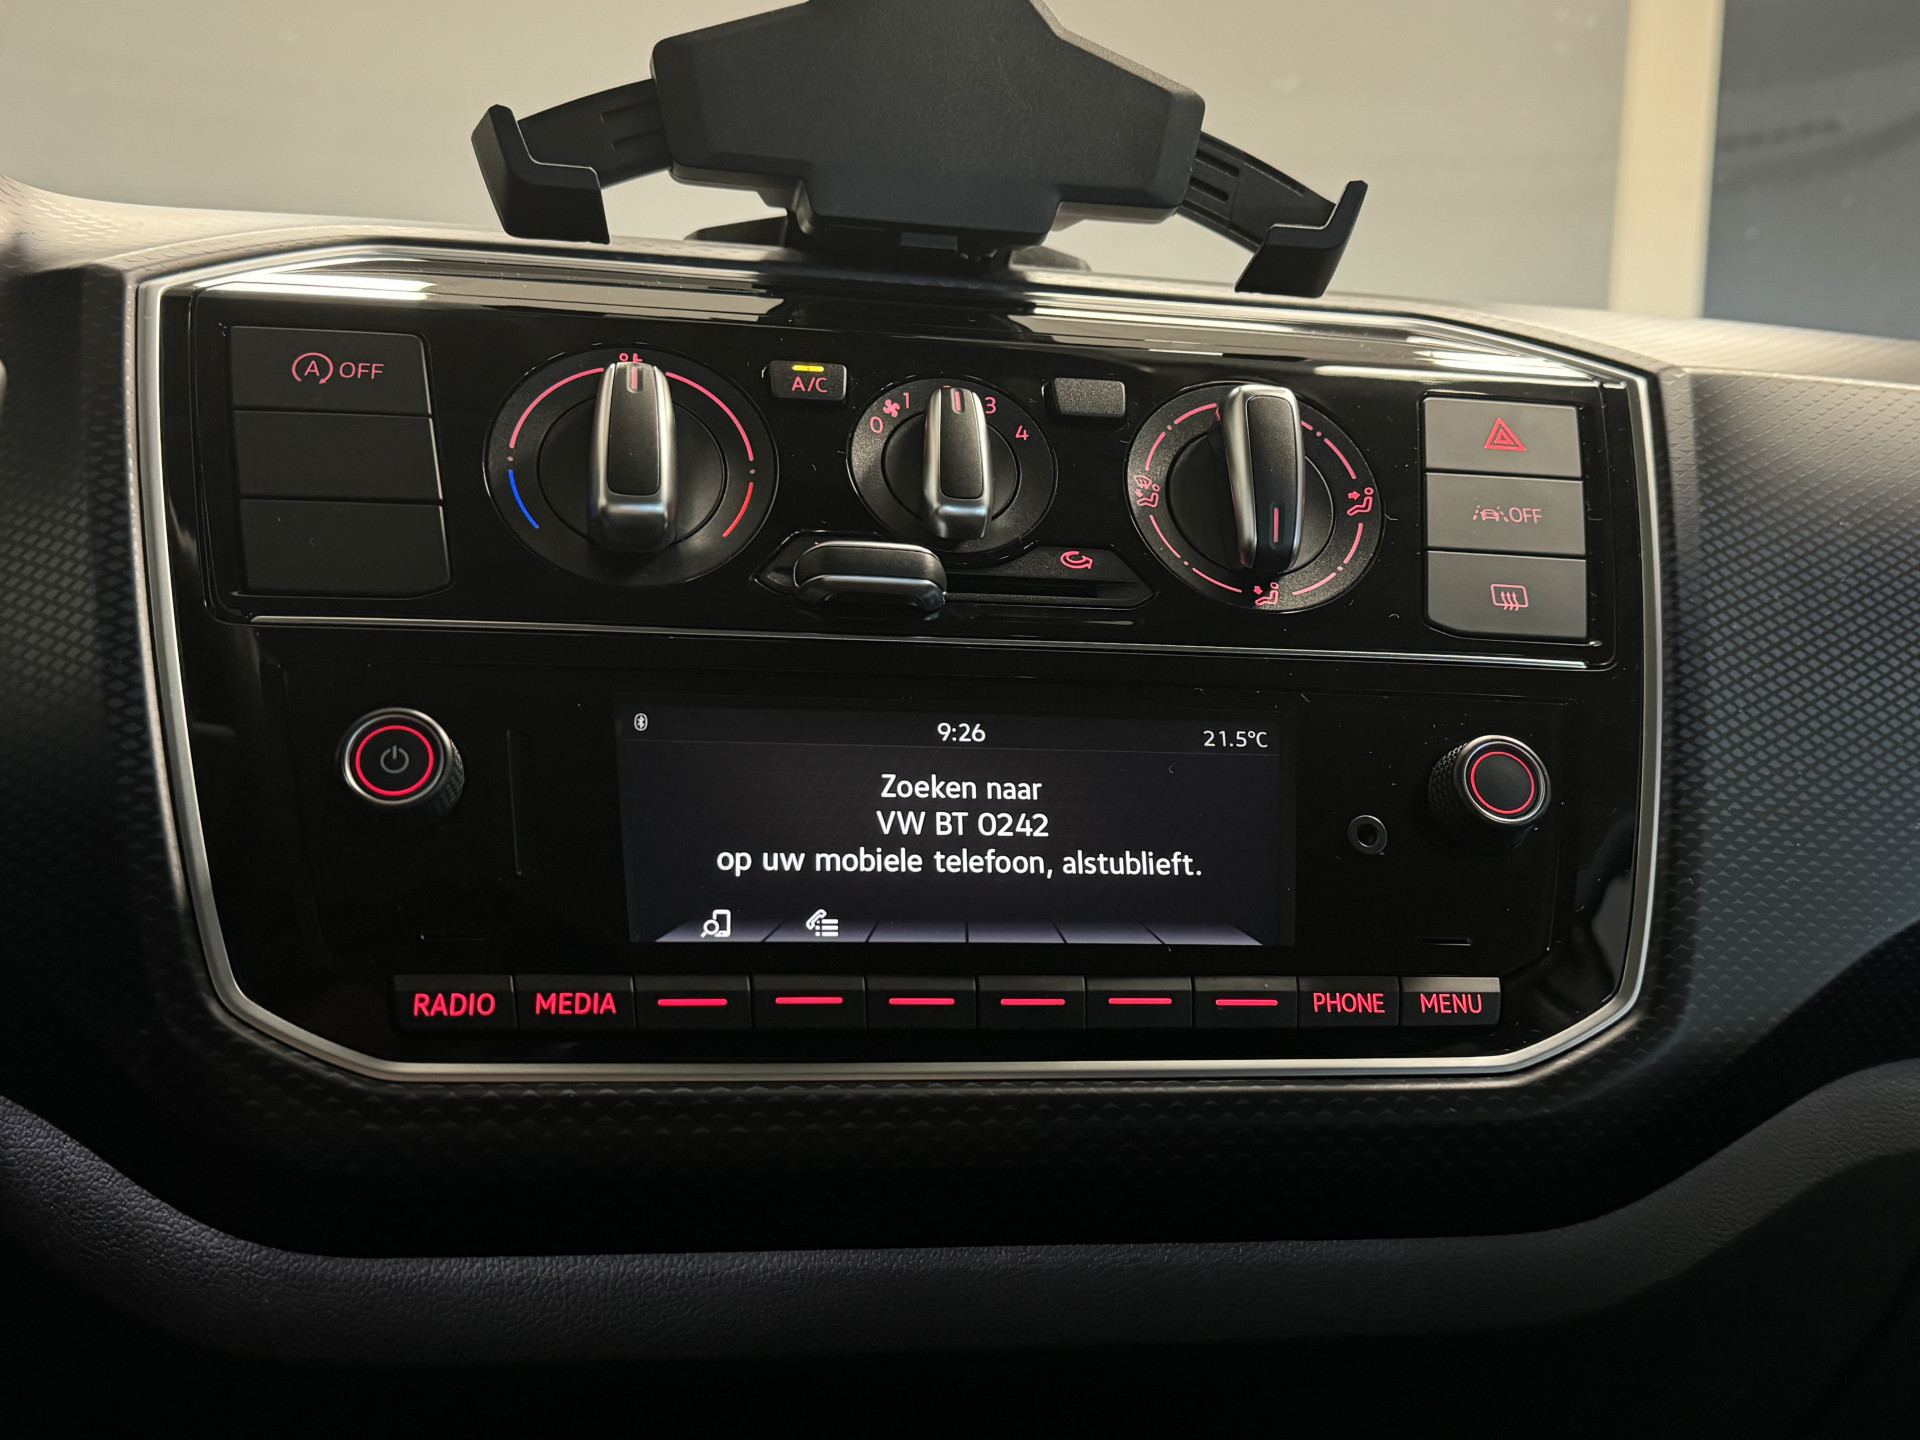 OFF
A/C
0 1 3 4
OFF
9:26
21.5°C
Zoeken naar
VW BT 0242
op uw mobiele telefoon, alstublieft.
RADIO MEDIA PHONE MENU